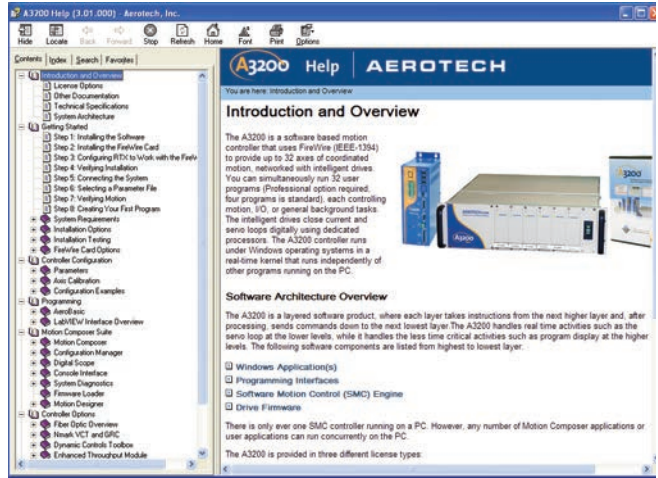 A3200 Help (3.01.000) - Aerotech, Inc.
Hide Locate Back Forward Stop Refresh Home Font Print Options
Contents Index Search Favorites
Introduction and Overview
License Options
Other Documentation
Technical Specifications
System Architecture
Getting Started
Step 1: Installing the Software
Step 2: Installing the FireWire Card
Step 3: Configuring RTX to Work with the FireW
Step 4: Verifying Installation
Step 5: Connecting the System
Step 6: Selecting a Parameter File
Step 7: Verifying Motion
Step 8: Creating Your First Program
System Requirements
Installation Options
Installation Testing
FireWire Card Options
Controller Configuration
Parameters
Axis Calibration
Configuration Examples
Programming
AeroBasic
LabVIEW Interface Overview
Motion Composer Suite
Motion Composer
Configuration Manager
Digital Scope
Console Interface
System Diagnostics
Firmware Loader
Motion Designer
Controller Options
Fiber Optic Overview
Nmark VCT and GRC
Dynamic Controls Toolbox
Enhanced Throughput Module
A3200 Help AEROTECH
You are here: Introduction and Overview
Introduction and Overview
The A3200 is a software based motion
controller that uses FireWire (IEEE-1394)
to provide up to 32 axes of coordinated
motion, networked with intelligent drives.
You can simultaneously run 32 user
programs (Professional option required,
four programs is standard), each controlling
motion, I/O, or general background tasks.
The intelligent drives close current and
servo loops digitally using dedicated
processors. The A3200 controller runs
under Windows operating systems in a
real-time kernel that runs independently of
other programs running on the PC.
A3200
A3200
Software Architecture Overview
The A3200 is a layered software product, where each layer takes instructions from the next higher layer and, after
processing, sends commands down to the next lowest layer.The A3200 handles real time activities such as the
servo loop at the lower levels, while it handles the less time critical activities such as program display at the higher
levels. The following software components are listed from highest to lowest layer:
Windows Application(s)
Programming Interfaces
Software Motion Control (SMC) Engine
Drive Firmware
There is only ever one SMC controller running on a PC. However, any number of Motion Composer applications or
user applications can run concurrently on the PC.
The A3200 is provided in three different license types: